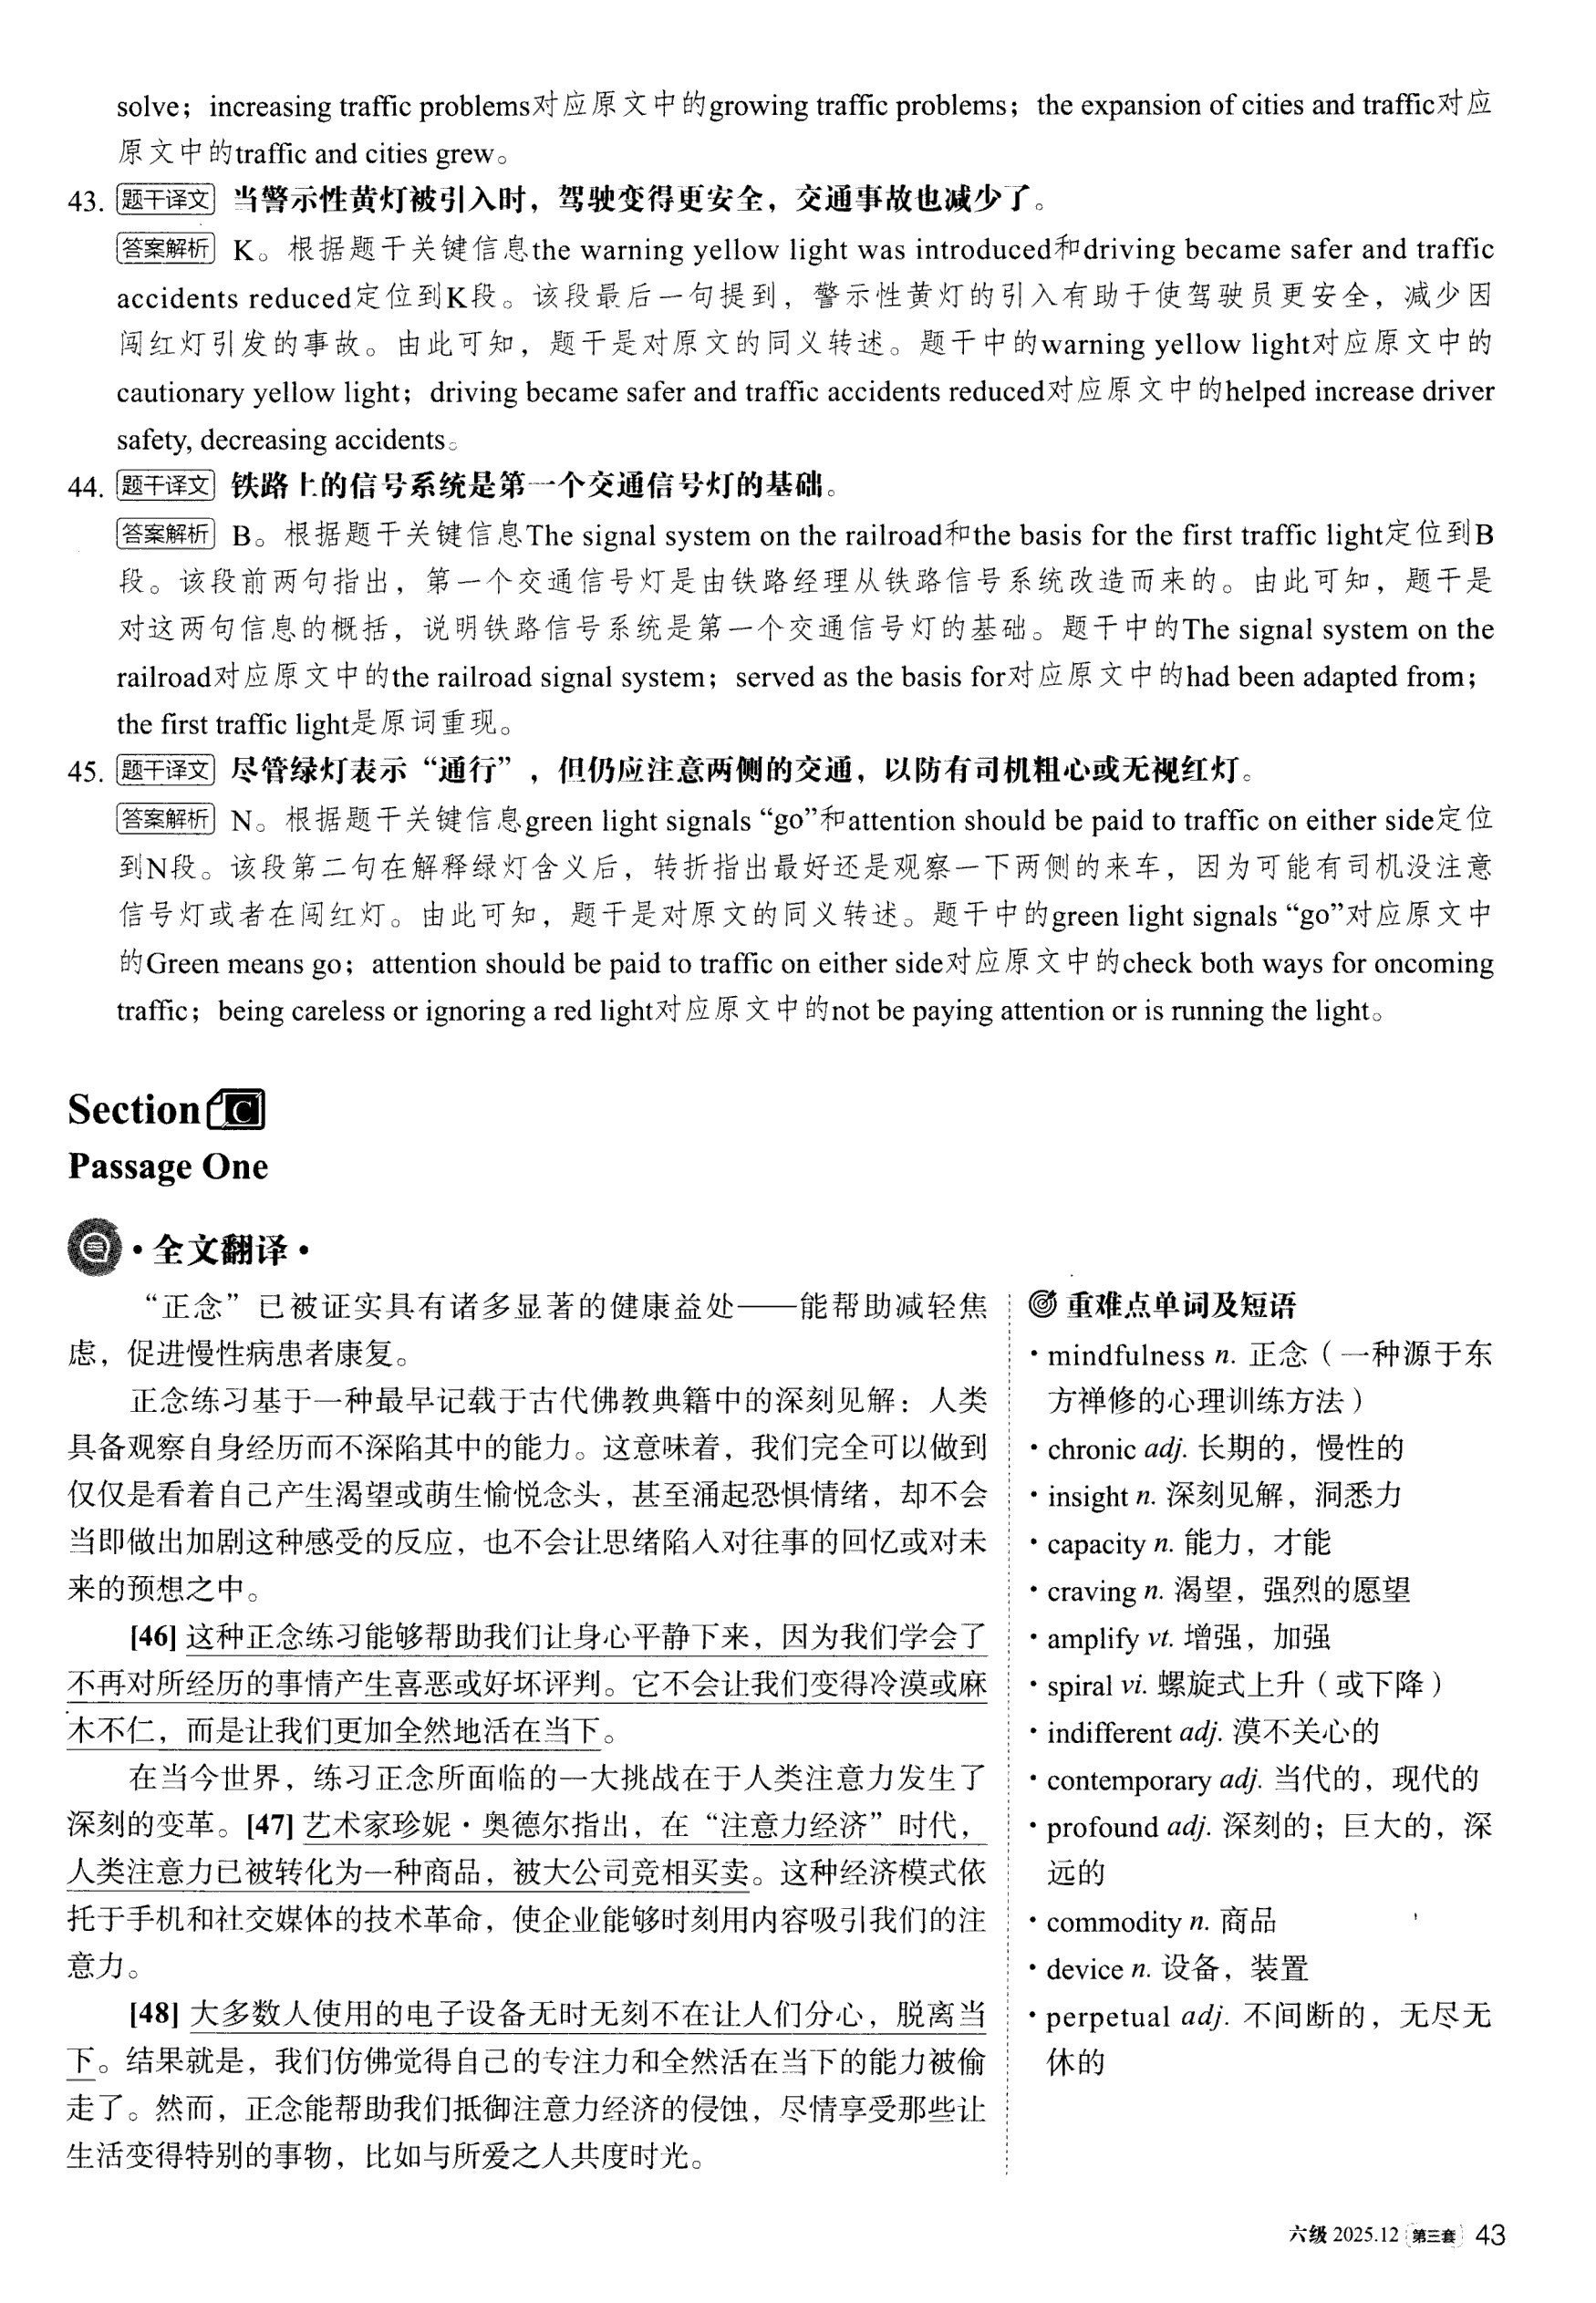 solve；increasing traffic problems对应原文中的growing traffic problems；the expansion of cities and traffic对应
原文中的traffic and cities grew。
43. 题干译文 当警示性黄灯被引入时，驾驶变得更安全，交通事故也减少了。
答案解析 K。根据题干关键信息the warning yellow light was introduced和driving became safer and traffic
accidents reduced定位到K段。该段最后一句提到，警示性黄灯的引入有助于使驾驶员更安全，减少因
闯红灯引发的事故。由此可知，题干是对原文的同义转述。题干中的warning yellow light对应原文中的
cautionary yellow light；driving became safer and traffic accidents reduced对应原文中的helped increase driver
safety, decreasing accidents。
44. 题干译文 铁路上的信号系统是第一个交通信号灯的基础。
答案解析 B。根据题干关键信息The signal system on the railroad和the basis for the first traffic light定位到B
段。该段前两句指出，第一个交通信号灯是由铁路经理从铁路信号系统改造而来的。由此可知，题干是
对这两句信息的概括，说明铁路信号系统是第一个交通信号灯的基础。题干中的The signal system on the
railroad对应原文中的the railroad signal system；served as the basis for对应原文中的had been adapted from；
the first traffic light是原词重现。
45. 题干译文 尽管绿灯表示“通行”，但仍应注意两侧的交通，以防有司机粗心或无视红灯。
答案解析 N。根据题干关键信息green light signals “go”和attention should be paid to traffic on either side定位
到N段。该段第二句在解释绿灯含义后，转折指出最好还是观察一下两侧的来车，因为可能有司机没注意
信号灯或者在闯红灯。由此可知，题干是对原文的同义转述。题干中的green light signals “go”对应原文中
的Green means go；attention should be paid to traffic on either side对应原文中的check both ways for oncoming
traffic；being careless or ignoring a red light对应原文中的not be paying attention or is running the light。
Section C
Passage One
·全文翻译·
“正念”已被证实具有诸多显著的健康益处——能帮助减轻焦
虑，促进慢性病患者康复。
正念练习基于一种最早记载于古代佛教典籍中的深刻见解：人类
具备观察自身经历而不深陷其中的能力。这意味着，我们完全可以做到
仅仅是看着自己产生渴望或萌生愉悦念头，甚至涌起恐惧情绪，却不会
当即做出加剧这种感受的反应，也不会让思绪陷入对往事的回忆或对未
来的预想之中。
[46] 这种正念练习能够帮助我们让身心平静下来，因为我们学会了
不再对所经历的事情产生喜恶或好坏评判。它不会让我们变得冷漠或麻
木不仁，而是让我们更加全然地活在当下。
在当今世界，练习正念所面临的一大挑战在于人类注意力发生了
深刻的变革。[47] 艺术家珍妮·奥德尔指出，在“注意力经济”时代，
人类注意力已被转化为一种商品，被大公司竞相买卖。这种经济模式依
托于手机和社交媒体的技术革命，使企业能够时刻用内容吸引我们的注
意力。
[48] 大多数人使用的电子设备无时无刻不在让人们分心，脱离当
下。结果就是，我们仿佛觉得自己的专注力和全然活在当下的能力被偷
走了。然而，正念能帮助我们抵御注意力经济的侵蚀，尽情享受那些让
生活变得特别的事物，比如与所爱之人共度时光。
重难点单词及短语
·mindfulness n. 正念（一种源于东
方禅修的心理训练方法）
·chronic adj. 长期的，慢性的
·insight n. 深刻见解，洞悉力
·capacity n. 能力，才能
·craving n. 渴望，强烈的愿望
·amplify vt. 增强，加强
·spiral vi. 螺旋式上升（或下降）
·indifferent adj. 漠不关心的
·contemporary adj. 当代的，现代的
·profound adj. 深刻的；巨大的，深
远的
·commodity n. 商品
·device n. 设备，装置
·perpetual adj. 不间断的，无尽无
休的
六级 2025.12 第三套 43